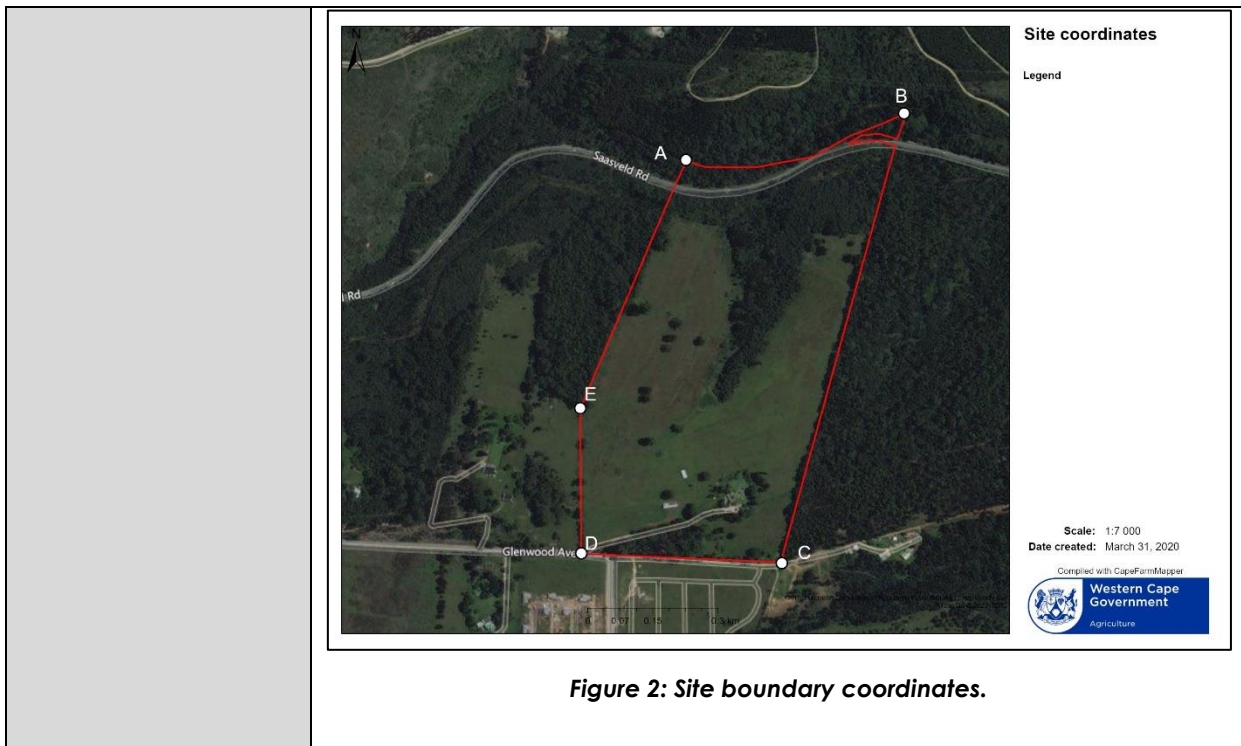 N
Site coordinates
Legend
B
A
Saasveld Rd
l Rd
E
Glenwood Ave
D
C
0 0.07 0.15 0.3 km
Scale: 1:7 000
Date created: March 31, 2020
Compiled with CapeFarmMapper
Western Cape
Government
Agriculture
Figure 2: Site boundary coordinates.